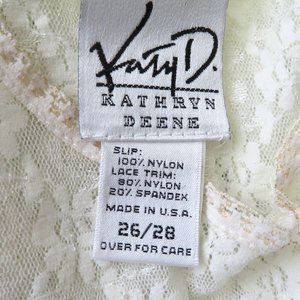 Katy D.
KATHRYN
DEENE
SLIP:
100% NYLON
LACE TRIM:
80% NYLON
20% SPANDEX
MADE IN U.S.A.
26/28
OVER FOR CARE